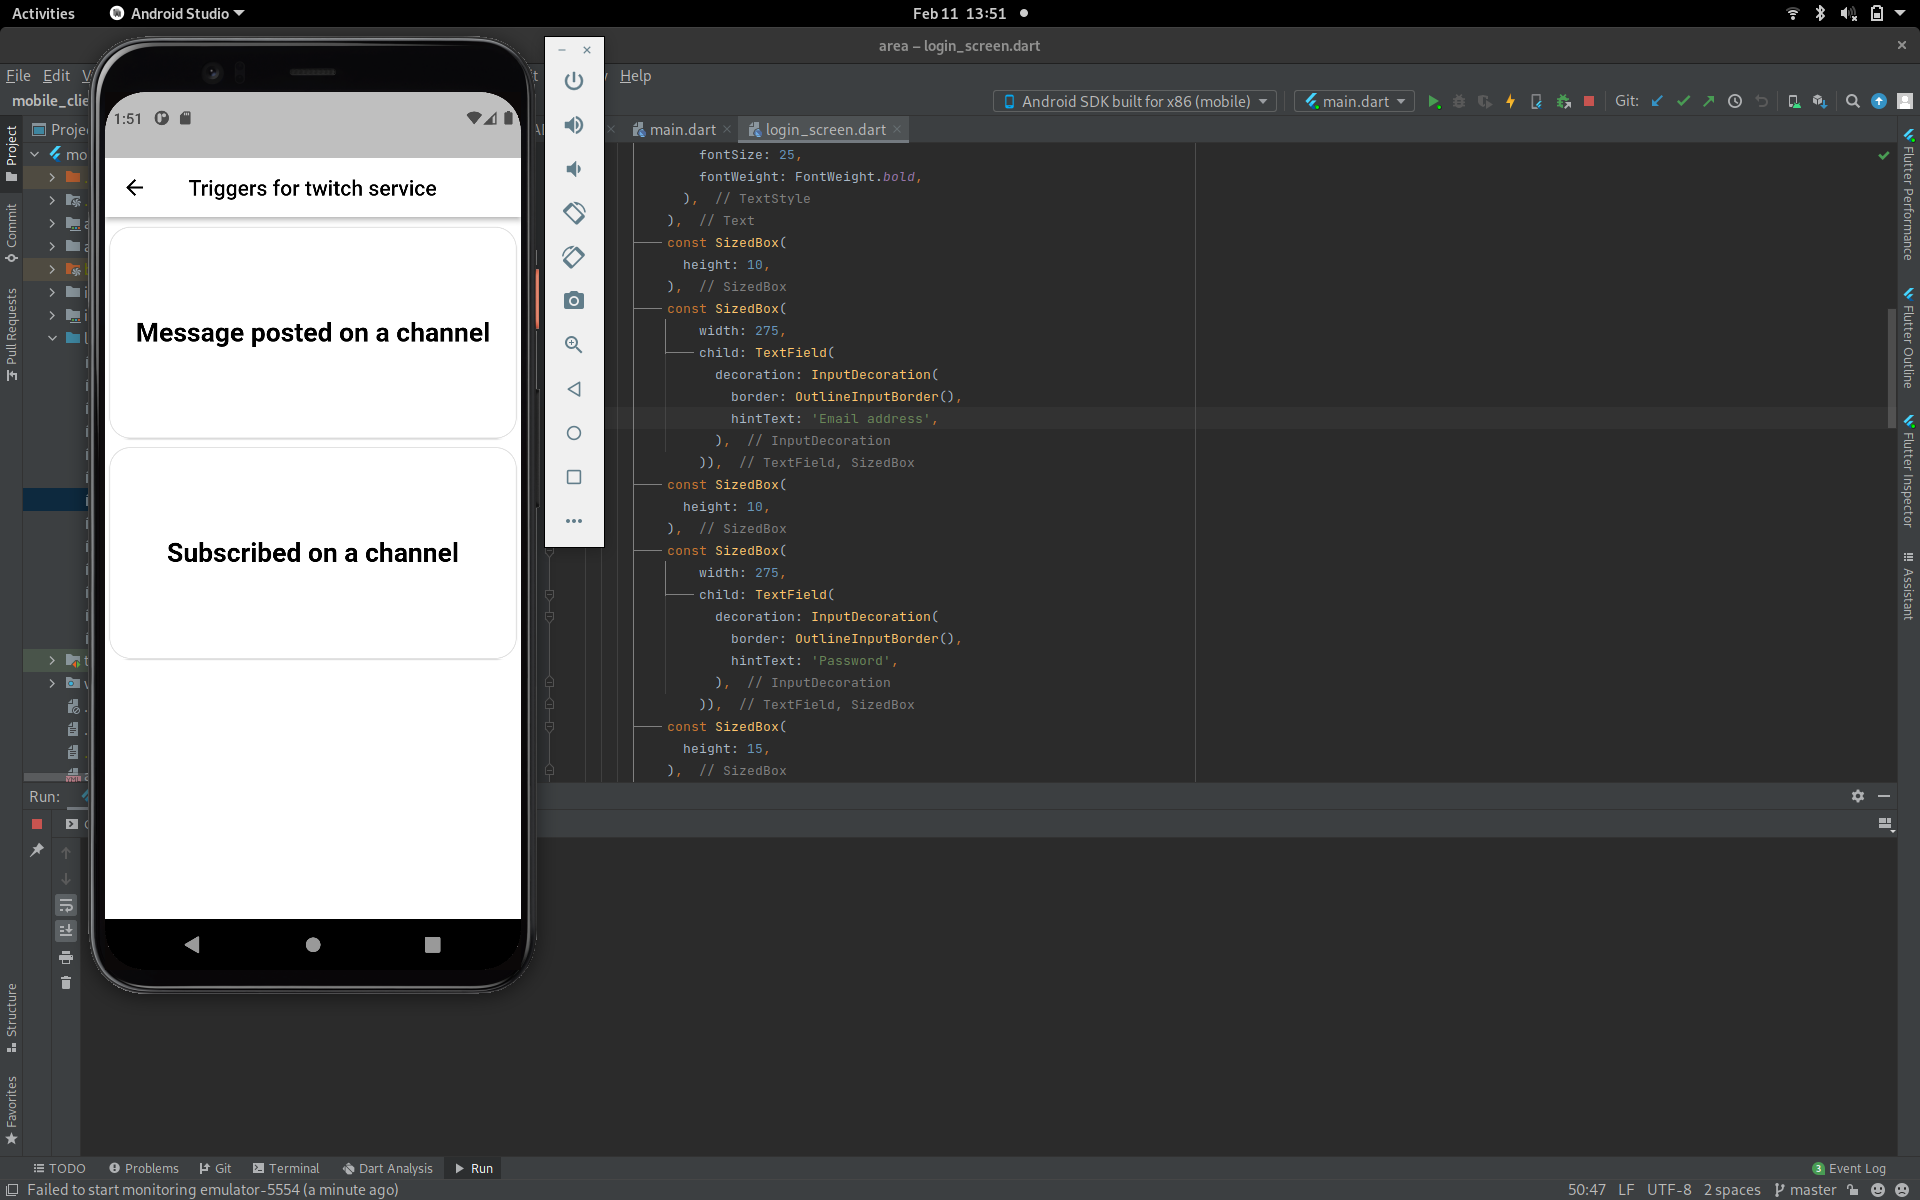 Activities
Android Studio
Feb 11 13:51
area – login_screen.dart
File Edit V
Help
mobile_clie
Android SDK built for x86 (mobile)
main.dart
Git:
Proje
main.dart
login_screen.dart
mo
Project
Commit
Pull Requests
Structure
Favorites
1:51
Triggers for twitch service
Message posted on a channel
Subscribed on a channel
fontSize: 25,
fontWeight: FontWeight.bold,
), // TextStyle
), // Text
const SizedBox(
height: 10,
), // SizedBox
const SizedBox(
width: 275,
child: TextField(
decoration: InputDecoration(
border: OutlineInputBorder(),
hintText: 'Email address',
), // InputDecoration
)), // TextField, SizedBox
const SizedBox(
height: 10,
), // SizedBox
const SizedBox(
width: 275,
child: TextField(
decoration: InputDecoration(
border: OutlineInputBorder(),
hintText: 'Password',
), // InputDecoration
)), // TextField, SizedBox
const SizedBox(
height: 15,
), // SizedBox
Flutter Performance
Flutter Outline
Flutter Inspector
Assistant
Run:
TODO
Problems
Git
Terminal
Dart Analysis
Run
3 Event Log
Failed to start monitoring emulator-5554 (a minute ago)
50:47 LF UTF-8 2 spaces master